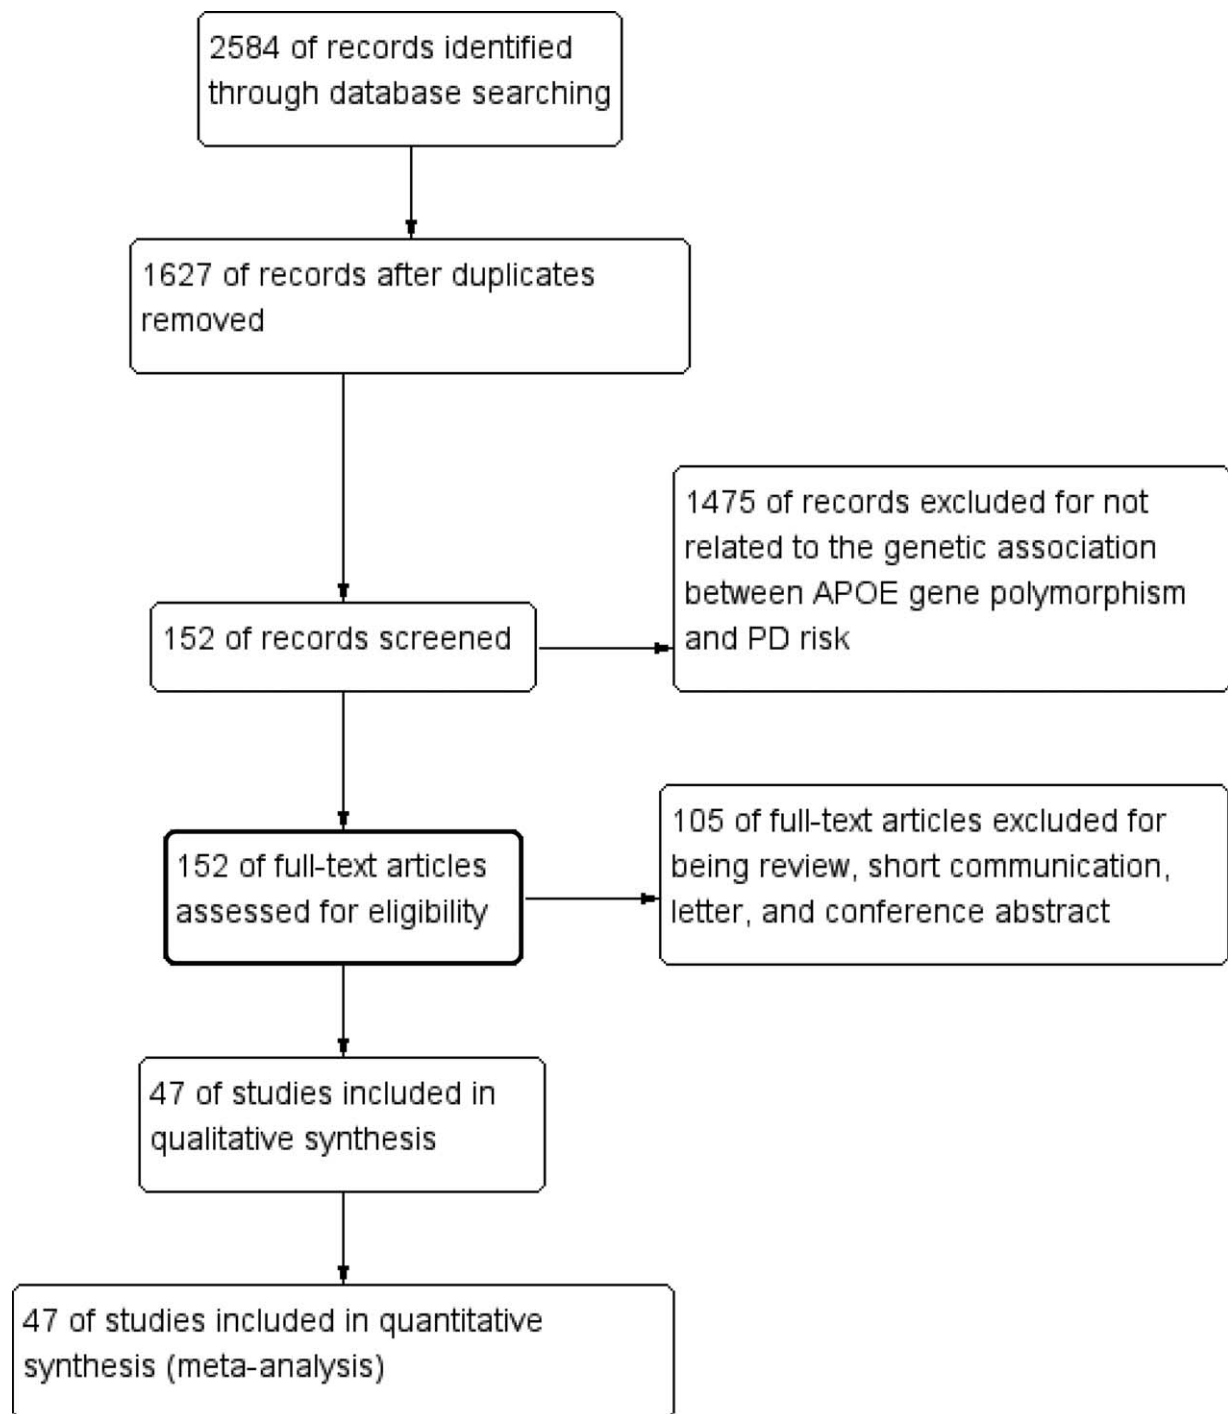 2584 of records identified
through database searching
1627 of records after duplicates
removed
1475 of records excluded for not
related to the genetic association
between APOE gene polymorphism
and PD risk
152 of records screened
105 of full-text articles excluded for
being review, short communication,
letter, and conference abstract
152 of full-text articles
assessed for eligibility
47 of studies included in
qualitative synthesis
47 of studies included in quantitative
synthesis (meta-analysis)